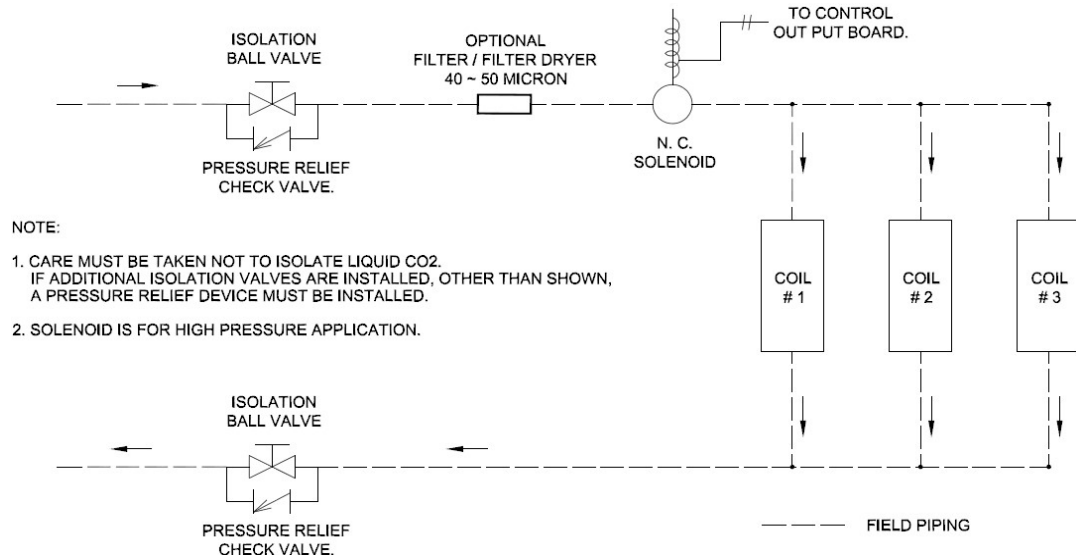 TO CONTROL
OUT PUT BOARD.
ISOLATION
BALL VALVE
OPTIONAL
FILTER / FILTER DRYER
40 ~ 50 MICRON
N. C.
SOLENOID
PRESSURE RELIEF
CHECK VALVE.
NOTE:
1. CARE MUST BE TAKEN NOT TO ISOLATE LIQUID CO2.
IF ADDITIONAL ISOLATION VALVES ARE INSTALLED, OTHER THAN SHOWN,
A PRESSURE RELIEF DEVICE MUST BE INSTALLED.
2. SOLENOID IS FOR HIGH PRESSURE APPLICATION.
COIL
# 1
COIL
# 2
COIL
# 3
ISOLATION
BALL VALVE
PRESSURE RELIEF
CHECK VALVE.
FIELD PIPING